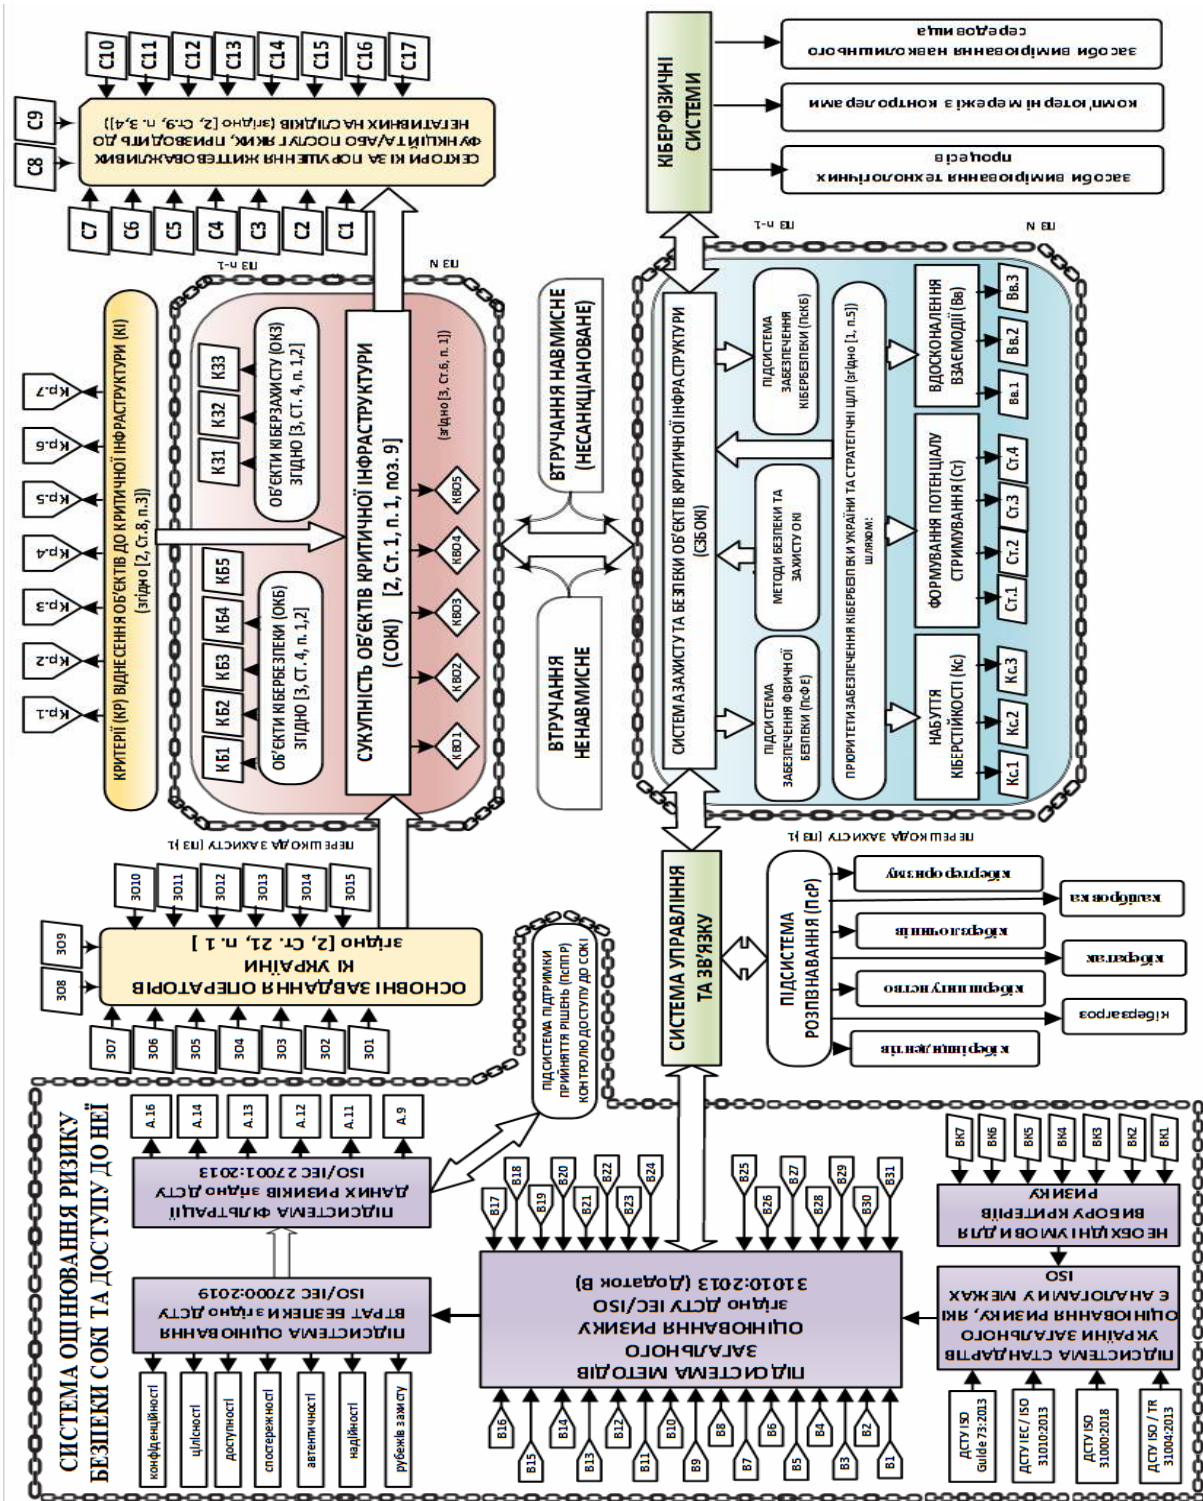 СИСТЕМА ОЦІНЮВАННЯ РИЗИКУ
БЕЗПЕКИ СОКІ ТА ДОСТУПУ ДО НЕЇ
конфіденційності
цілісності
доступності
спостережності
автентичності
надійності
рубежів захисту
ПІДСИСТЕМА ОЦІНЮВАННЯ
ВТРАТ БЕЗПЕКИ згідно ДСТУ
ISO/IEC 27000:2019
ПІДСИСТЕМА ФІЛЬТРАЦІЇ
ДАНИХ РИЗИКІВ згідно ДСТУ
ISO/IEC 27001:2013
А.16
А.14
А.13
А.12
А.11
А.9
ПІДСИСТЕМА ПІДТРИМКИ
ПРИЙНЯТТЯ РІШЕНЬ (ПсППР)
КОНТРОЛЮ ДОСТУПУ ДО СОКІ
ПІДСИСТЕМА МЕТОДІВ
ЗАГАЛЬНОГО
ОЦІНЮВАННЯ РИЗИКУ
згідно ДСТУ IEC/ISO
31010:2013 (Додаток В)
В16
В15
В14
В13
В12
В11
В10
В9
В8
В7
В6
В5
В4
В3
В2
В1
В17
В18
В19
В20
В21
В22
В23
В24
В25
В26
В27
В28
В29
В30
В31
ДСТУ ISO
Guide 73:2013
ДСТУ IEC / ISO
31010:2013
ДСТУ ISO
31000:2018
ДСТУ ISO / TR
31004:2013
ПІДСИСТЕМА СТАНДАРТІВ
УКРАЇНИ ЗАГАЛЬНОГО
ОЦІНЮВАННЯ РИЗИКУ, ЯКІ
Є АНАЛОГАМИ У МЕЖАХ
ISO
НЕОБХІДНІ УМОВИ ДЛЯ
ВИБОРУ КРИТЕРІЇВ
РИЗИКУ
ВК7
ВК6
ВК5
ВК4
ВК3
ВК2
ВК1
ЗО8
ЗО9
ЗО7
ЗО6
ЗО5
ЗО4
ЗО3
ЗО2
ЗО1
ОСНОВНІ ЗАВДАННЯ ОПЕРАТОРІВ
КІ УКРАЇНИ
згідно [2, Ст. 21, п. 1 ]
ЗО10
ЗО11
ЗО12
ЗО13
ЗО14
ЗО15
СИСТЕМА УПРАВЛІННЯ
ТА ЗВ’ЯЗКУ
ПІДСИСТЕМА
РОЗПІЗНАВАННЯ (ПсР)
кіберінцидентів
кіберзагроз
кібершпигунство
кібератак
кіберзлочинів
калібровка
кібертероризму
Кр.1
Кр.2
Кр.3
Кр.4
Кр.5
Кр.6
Кр.7
КРИТЕРІЇ (КР) ВІДНЕСЕННЯ ОБ’ЄКТІВ ДО КРИТИЧНОЇ ІНФРАСТРУКТУРИ (КІ)
(згідно [2, Ст.8, п.3])
ПЕРЕШКОДА ЗАХИСТУ [ПЗ j1
ПЗ n-1
ПЗ N
КБ1
КБ2
КБ3
КБ4
КБ5
ОБ’ЄКТИ КІБЕРБЕЗПЕКИ (ОКБ)
ЗГІДНО [3, СТ. 4, п. 1,2]
КЗ1
КЗ2
КЗ3
ОБ’ЄКТИ КІБЕРЗАХИСТУ (ОКЗ)
ЗГІДНО [3, СТ. 4, п. 1,2]
СУКУПНІСТЬ ОБ’ЄКТІВ КРИТИЧНОЇ ІНФРАСТРУКТУРИ
(СОКІ) [2, Ст. 1, п. 1, поз. 9]
КВО1
КВО2
КВО3
КВО4
КВО5
(згідно [3, Ст.6, п. 1])
ВТРУЧАННЯ
НЕНАВМИСНЕ
ВТРУЧАННЯ НАВМИСНЕ
(НЕСАНКЦІАНОВАНЕ)
СИСТЕМА ЗАХИСТУ ТА БЕЗПЕКИ ОБ’ЄКТІВ КРИТИЧНОЇ ІНФРАСТРУКТУРИ
(СЗБОКІ)
ПІДСИСТЕМА
ЗАБЕЗПЕЧЕННЯ ФІЗИЧНОЇ
БЕЗПЕКИ (ПсФБ)
МЕТОДИ БЕЗПЕКИ ТА
ЗАХИСТУ ОКІ
ПІДСИСТЕМА
ЗАБЕЗПЕЧЕННЯ
КІБЕРБЕЗПЕКИ (ПсКБ)
ПРІОРИТЕТИ ЗАБЕЗПЕЧЕННЯ КІБЕРБЕЗПЕКИ УКРАЇНИ ТА СТРАТЕГІЧНІ ЦІЛІ (згідно [1, п.5])
шляхом:
НАБУТТЯ
КІБЕРСТІЙКОСТІ (Кс)
ФОРМУВАННЯ ПОТЕНЦІАЛУ
СТРИМУВАННЯ (Ст)
ВДОСКОНАЛЕННЯ
ВЗАЄМОДІЇ (Вв)
Кс.1
Кс.2
Кс.3
Ст.1
Ст.2
Ст.3
Ст.4
Вв.1
Вв.2
Вв.3
ПЕРЕШКОДА ЗАХИСТУ [ПЗ j1
ПЗ n-1
ПЗ N
С8
С9
С7
С6
С5
С4
С3
С2
С1
СЕКТОРИ КІ ЗА КІ ПОРУШЕННЯ ЖИТТЄВОВАЖЛИВИХ
ФУНКЦІЙ ТА/АБО ПОСЛУГ ЯКИХ, ПРИЗВОДИТЬ ДО
НЕГАТИВНИХ НАСЛІДКІВ (згідно [2, Ст.9, п. 3,4])
С10
С11
С12
С13
С14
С15
С16
С17
КІБЕРФІЗИЧНІ
СИСТЕМИ
засоби вимірювання технологічних
процесів
комп’ютерні мережі з контролерами
засоби вимірювання навколишнього
середовища